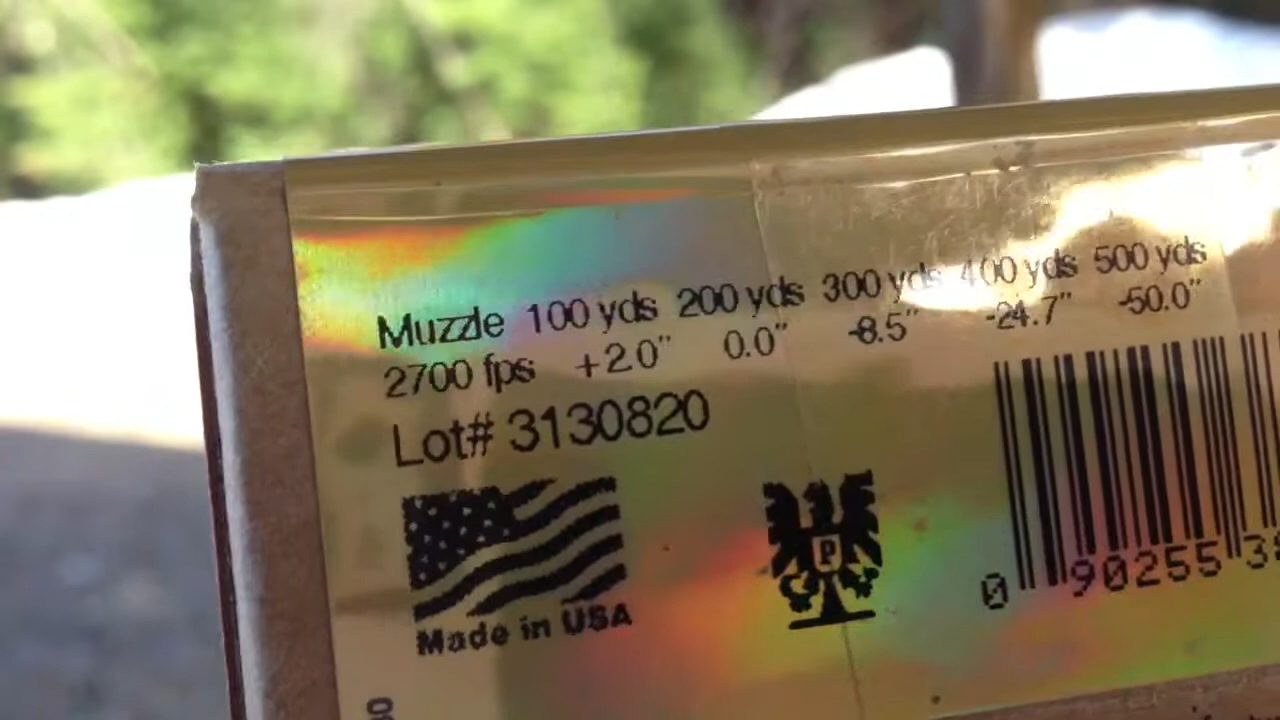 Muzzle 100 yds 200 yds 300 yds 400 yds 500 yds
2700 fps +2.0" 0.0" -8.5" -24.7" -50.0"
Lot# 3130820
P
Made in USA
0 90255 3